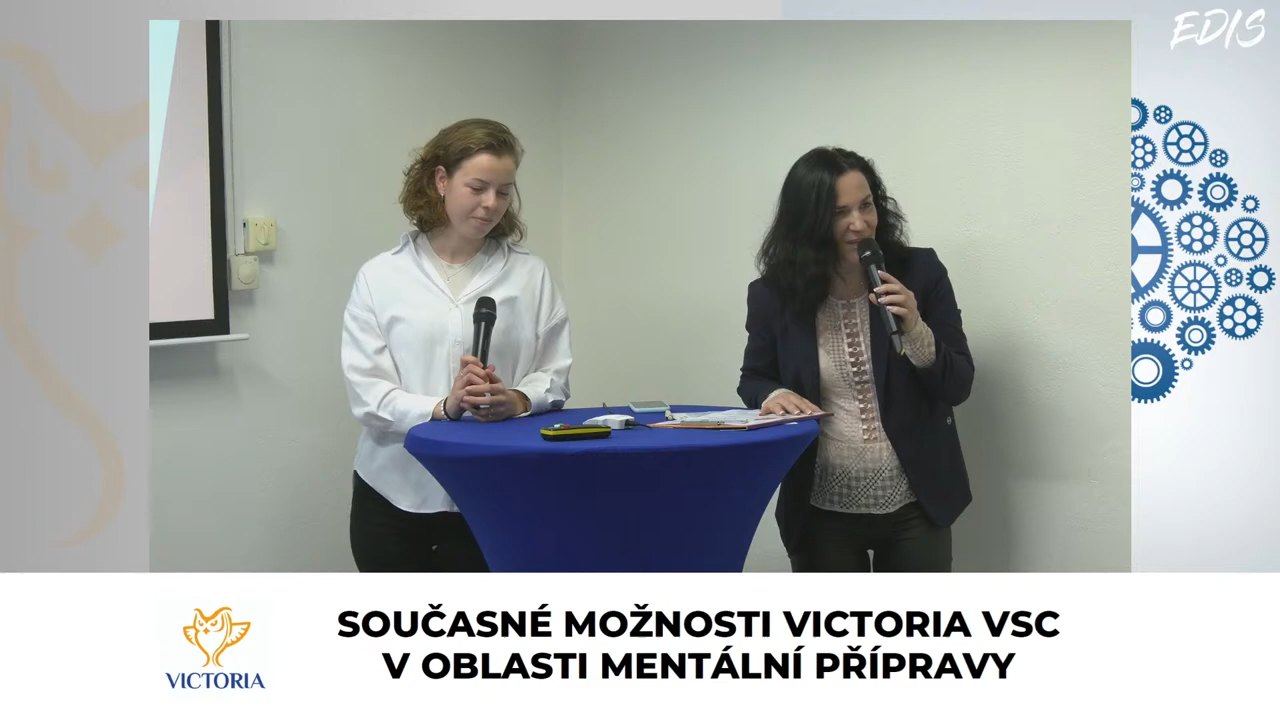 EDIS
SOUČASNÉ MOŽNOSTI VICTORIA VSC
V OBLASTI MENTÁLNÍ PŘÍPRAVY
VICTORIA